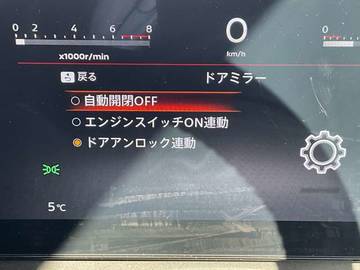 0 2 4 6 8
x1000r/min
0
km/h
0
戻る
ドアミラー
自動開閉OFF
エンジンスイッチON連動
ドアアンロック連動
5℃